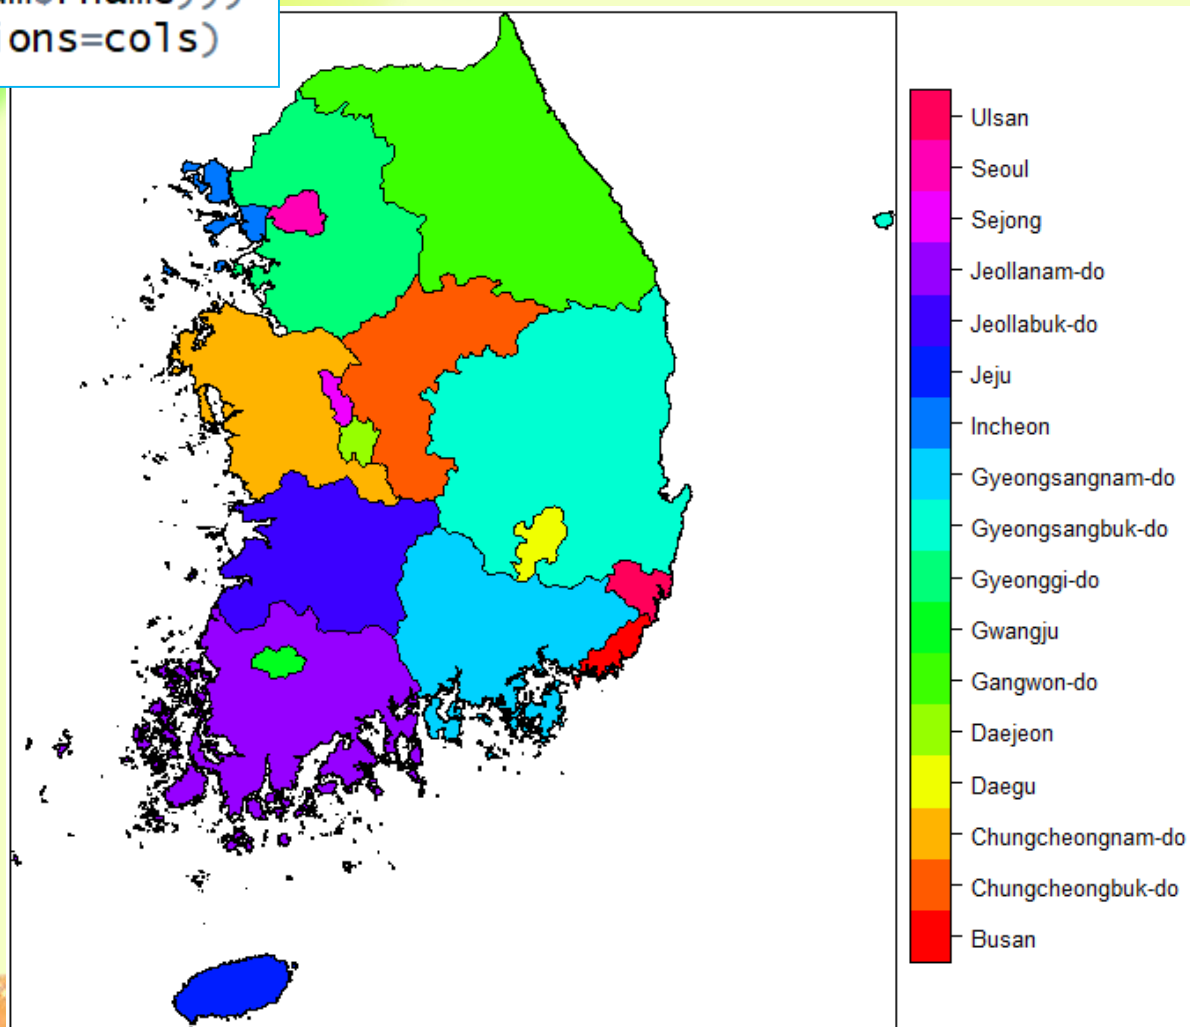 ions=cols)
Ulsan
Seoul
Sejong
Jeollanam-do
Jeollabuk-do
Jeju
Incheon
Gyeongsangnam-do
Gyeongsangbuk-do
Gyeonggi-do
Gwangju
Gangwon-do
Daejeon
Daegu
Chungcheongnam-do
Chungcheongbuk-do
Busan